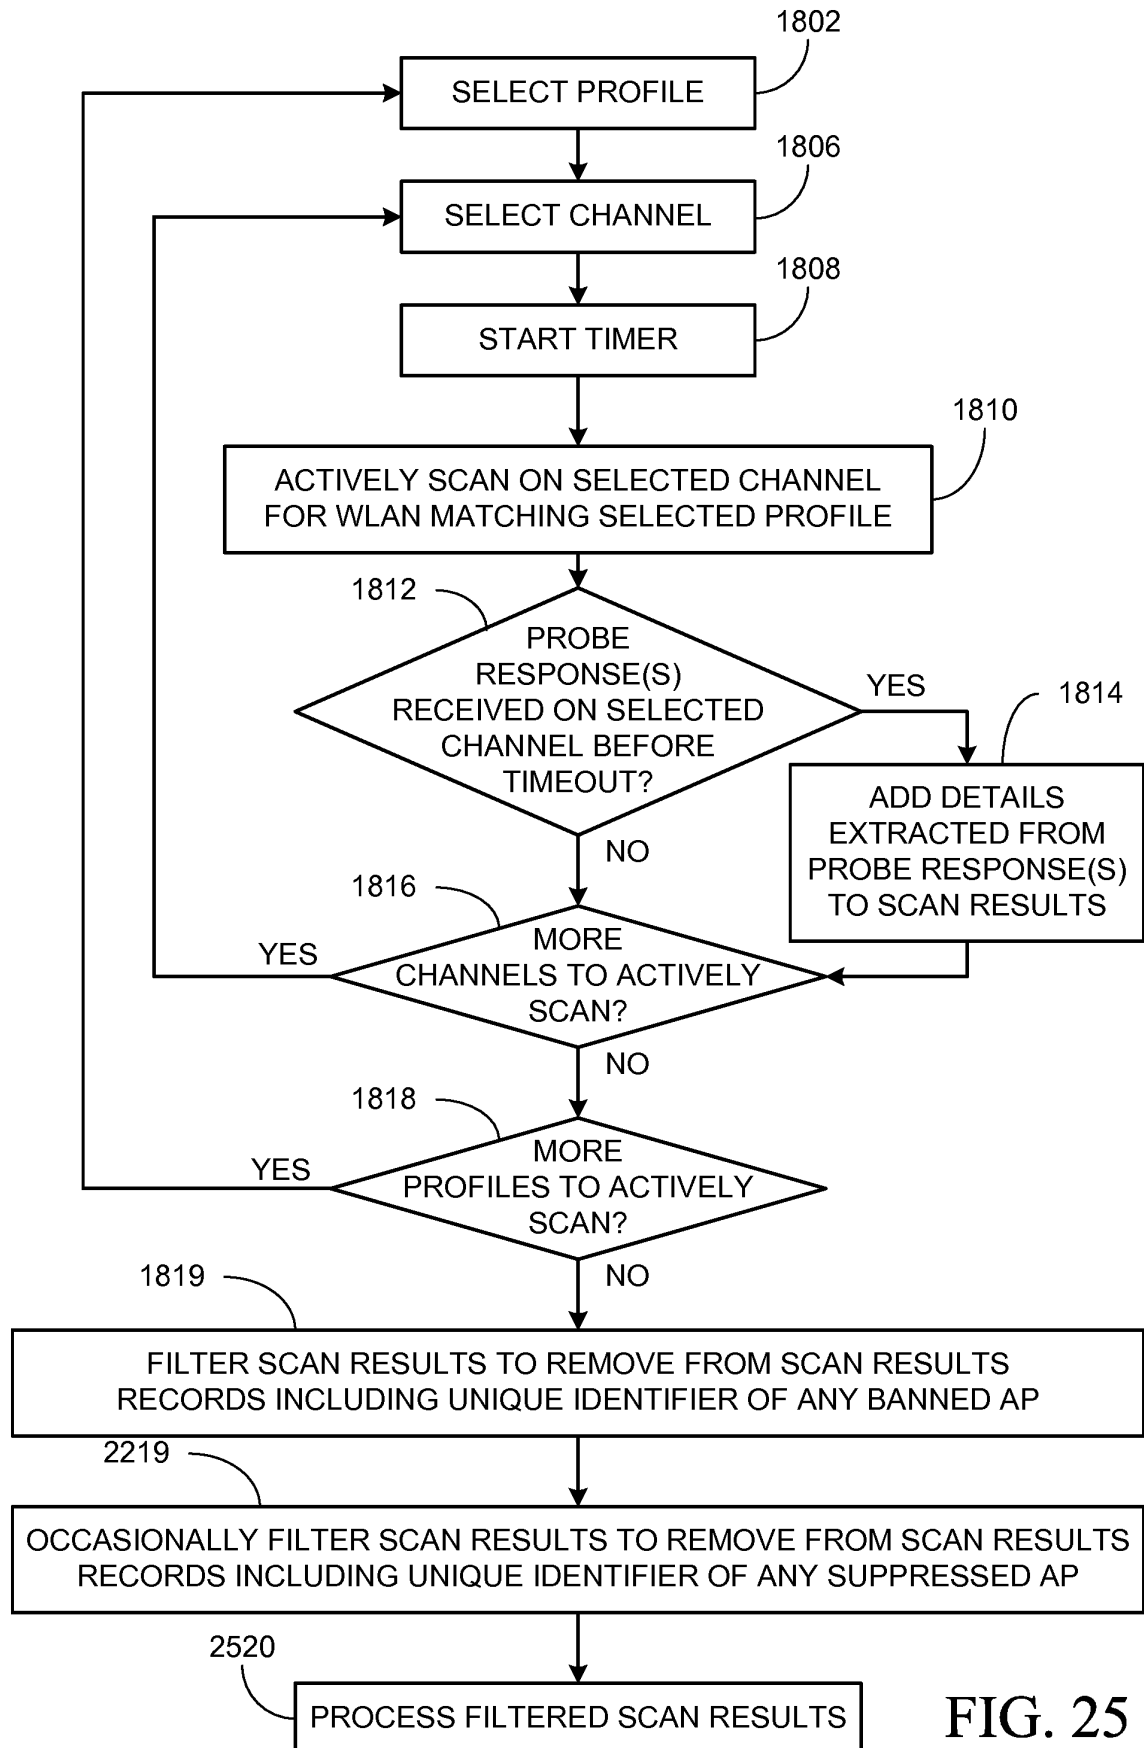 1802
SELECT PROFILE
1806
SELECT CHANNEL
1808
START TIMER
1810
ACTIVELY SCAN ON SELECTED CHANNEL
FOR WLAN MATCHING SELECTED PROFILE
1812
PROBE
RESPONSE(S)
RECEIVED ON SELECTED
CHANNEL BEFORE
TIMEOUT?
YES
1814
ADD DETAILS
EXTRACTED FROM
PROBE RESPONSE(S)
TO SCAN RESULTS
NO
1816
MORE
CHANNELS TO ACTIVELY
SCAN?
YES
NO
1818
MORE
PROFILES TO ACTIVELY
SCAN?
YES
NO
1819
FILTER SCAN RESULTS TO REMOVE FROM SCAN RESULTS
RECORDS INCLUDING UNIQUE IDENTIFIER OF ANY BANNED AP
2219
OCCASIONALLY FILTER SCAN RESULTS TO REMOVE FROM SCAN RESULTS
RECORDS INCLUDING UNIQUE IDENTIFIER OF ANY SUPPRESSED AP
2520
PROCESS FILTERED SCAN RESULTS
FIG. 25